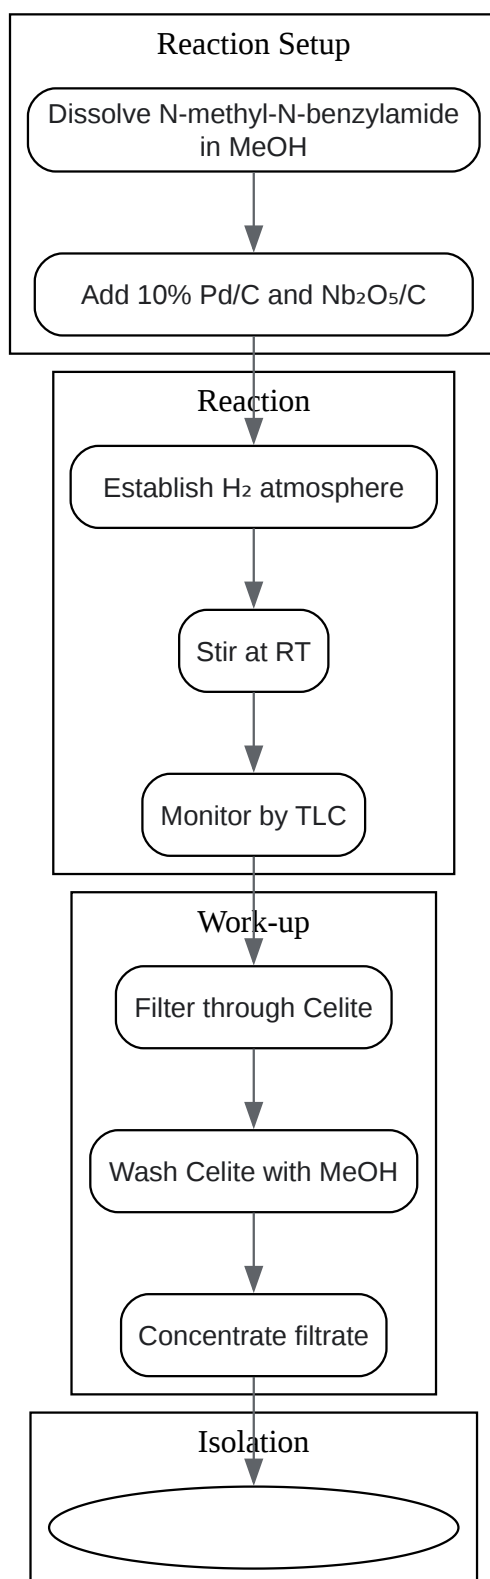 Reaction Setup
Dissolve N-methyl-N-benzylamide
in MeOH
Add 10% Pd/C and Nb₂O₅/C
Reaction
Establish H₂ atmosphere
Stir at RT
Monitor by TLC
Work-up
Filter through Celite
Wash Celite with MeOH
Concentrate filtrate
Isolation